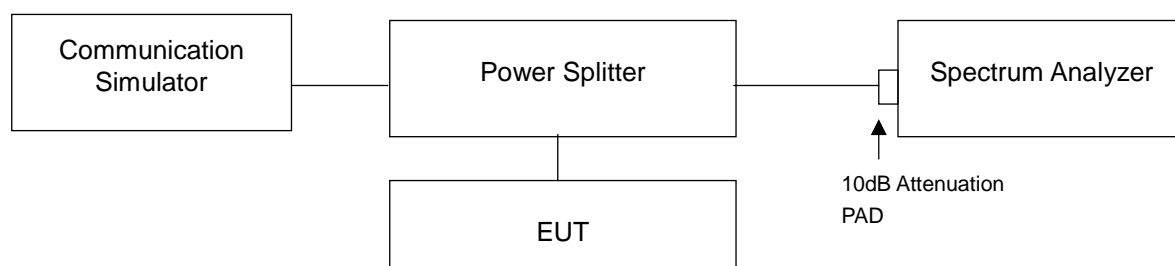 Communication
Simulator
Power Splitter
Spectrum Analyzer
10dB Attenuation
PAD
EUT